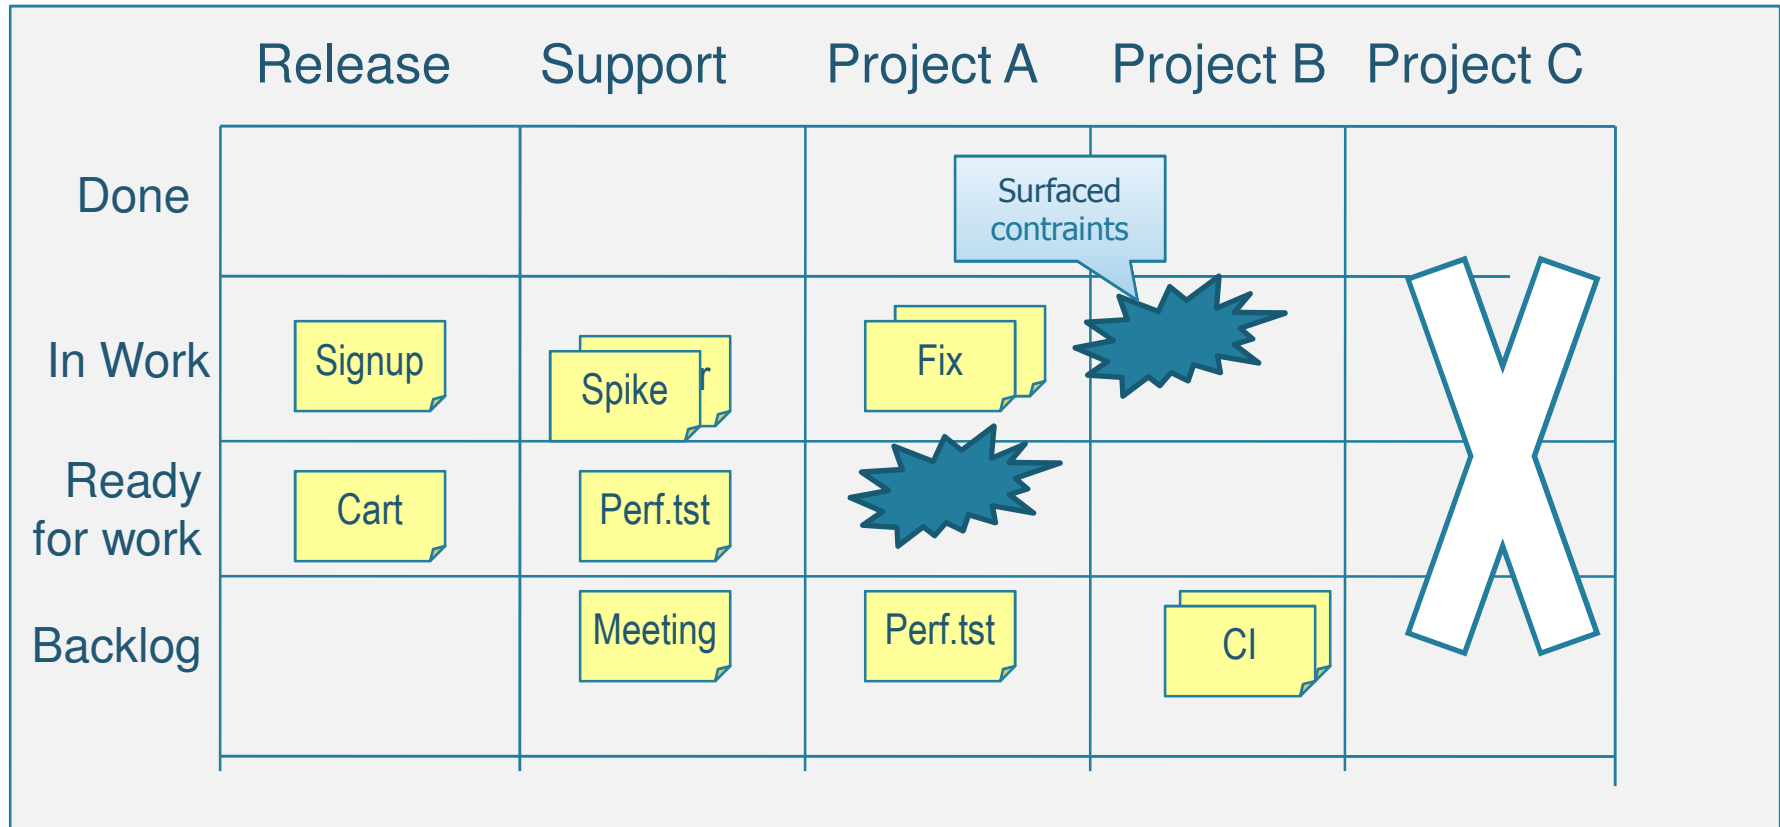 Release Support Project A Project B Project C
Done
Surfaced
contraints
In Work
Signup
Spike
r
Fix
Ready
for work
Cart
Perf.tst
Backlog
Meeting
Perf.tst
CI